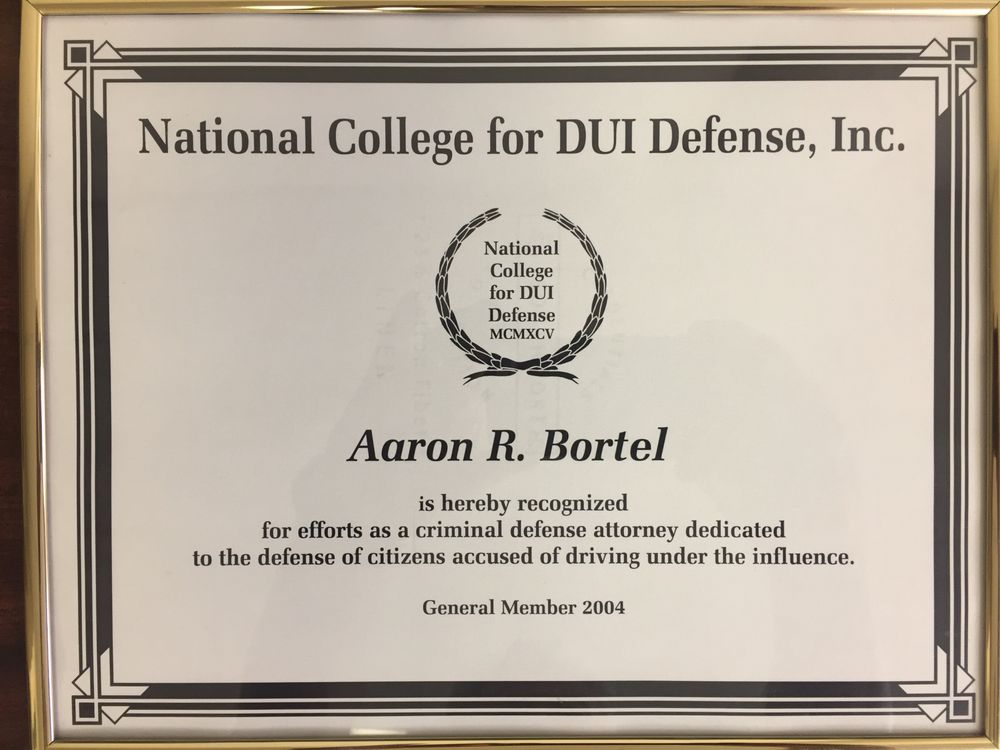 National College for DUI Defense, Inc.
National
College
for DUI
Defense
MCMXCV
Aaron R. Bortel
is hereby recognized
for efforts as a criminal defense attorney dedicated
to the defense of citizens accused of driving under the influence.
General Member 2004